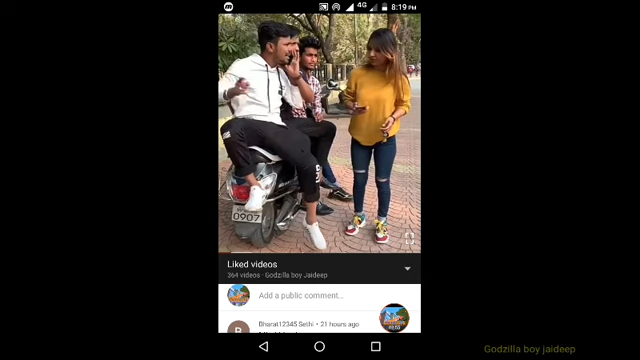 4G 8:19 PM
0907
Liked videos
364 videos · Godzilla boy Jaideep
Add a public comment...
Bharat12345 Sethi • 21 hours ago
B
Godzilla boy jaideep